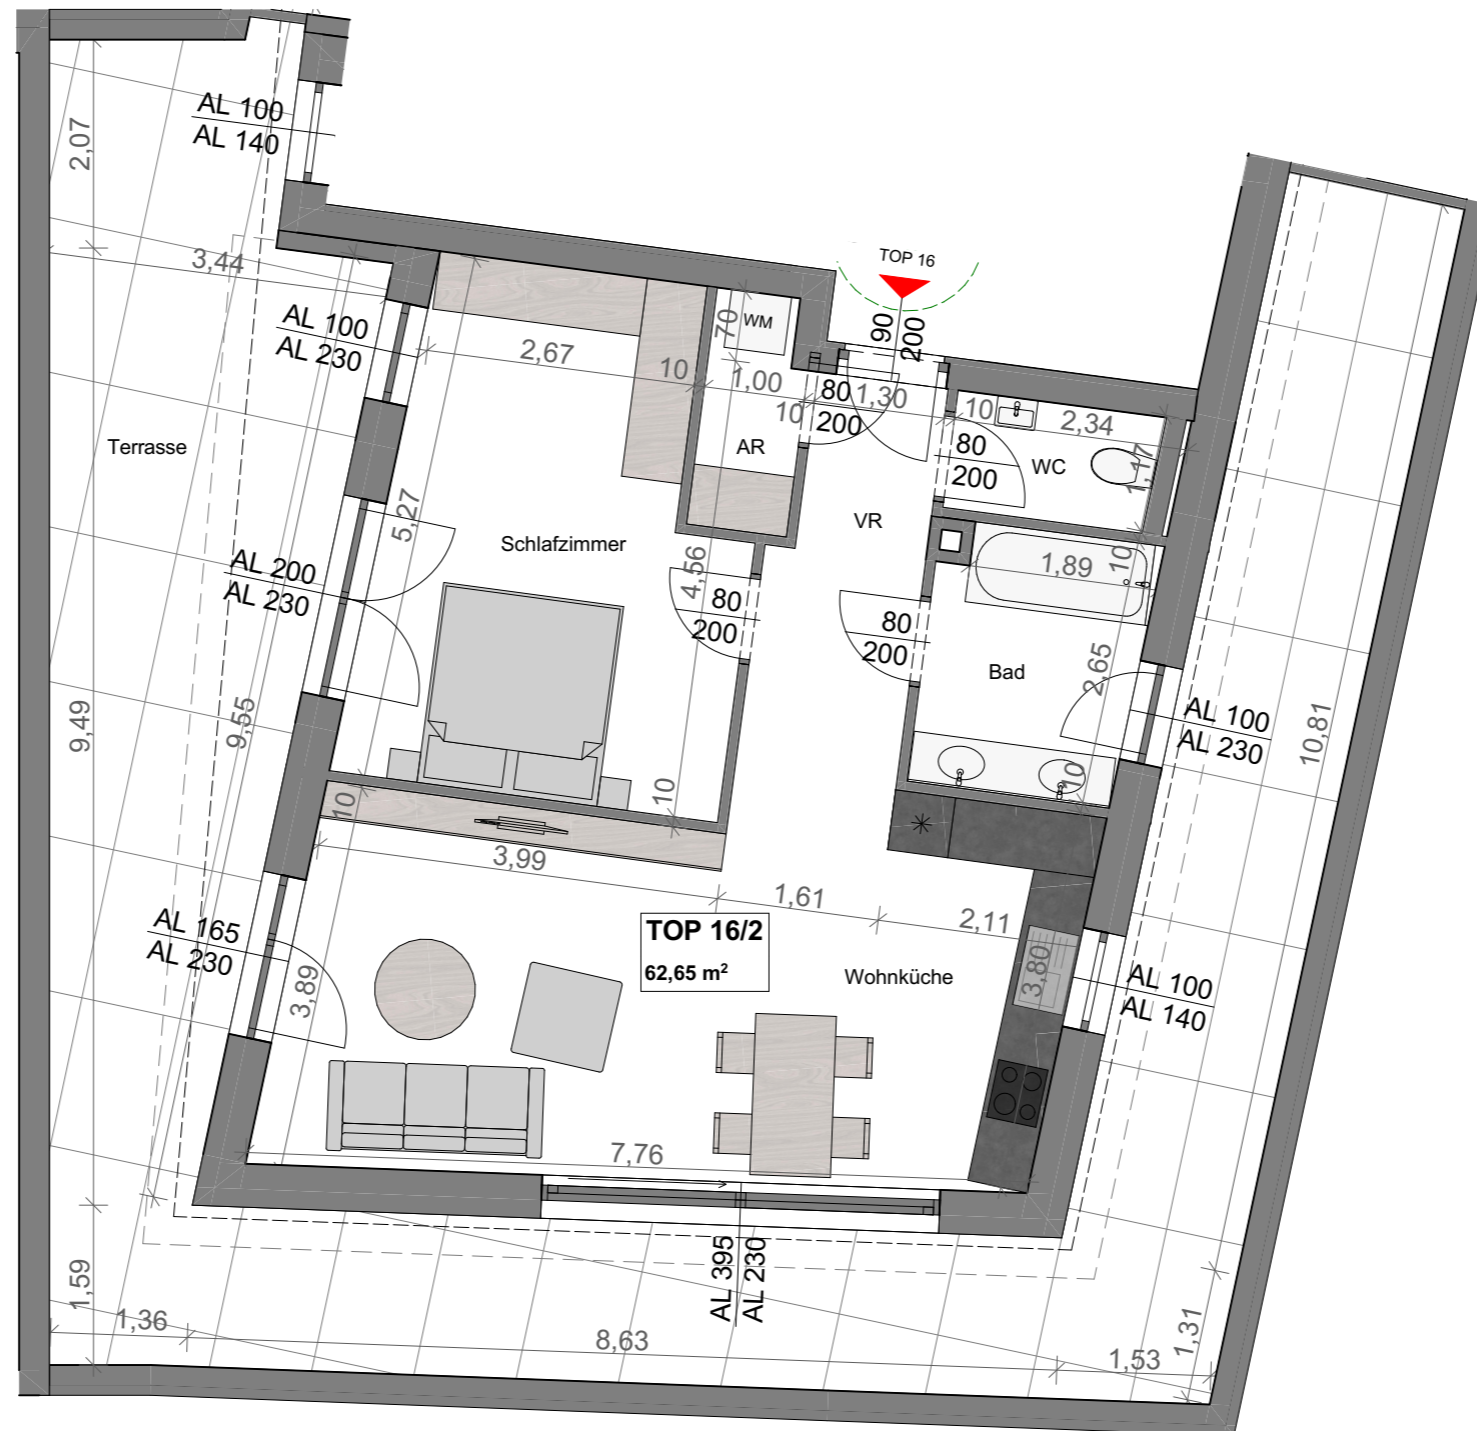 AL 100
AL 140
2,07
3,44
TOP 16
90
200
AL 100
AL 230
2,67
10
70
WM
1,00
10
80
200
1,30
10
2,34
80
200
WC
1,17
Terrasse
AR
VR
5,27
Schlafzimmer
4,56
10
1,89
AL 200
AL 230
80
200
80
200
Bad
2,65
AL 100
AL 230
10,81
9,49
9,55
10
10
10
3,99
1,61
2,11
AL 165
AL 230
TOP 16/2
62,65 m²
Wohnküche
3,80
3,89
AL 100
AL 140
7,76
AL 395
AL 230
1,59
1,36
8,63
1,53
1,31